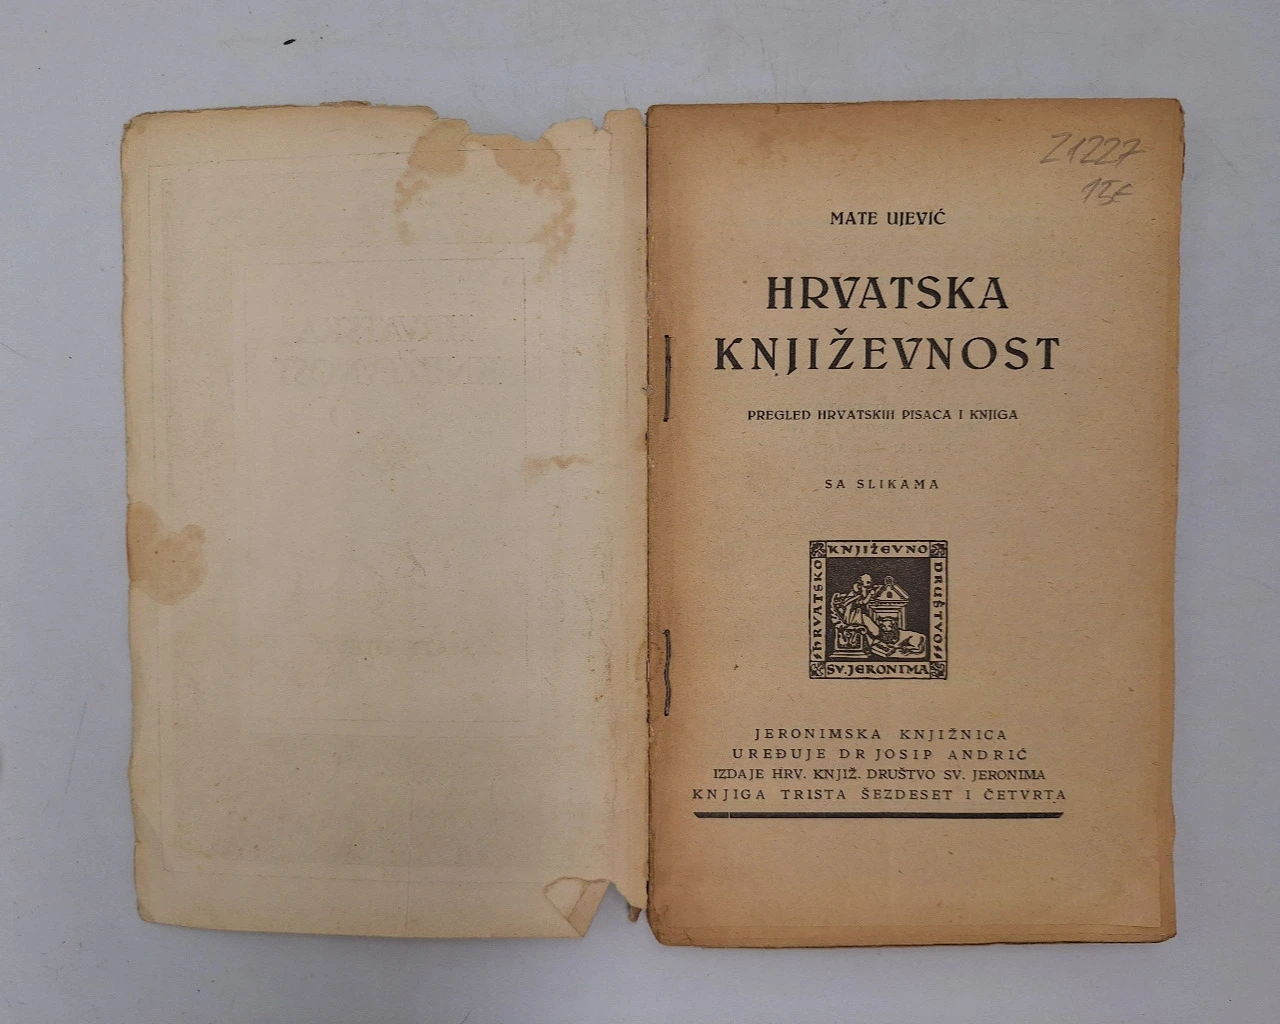 Z1227
15€
MATE UJEVIĆ
HRVATSKA
KNJIŽEVNOST
PREGLED HRVATSKIH PISACA I KNJIGA
SA SLIKAMA
KNJIŽEVNO
HRVATSKO
DRUŠTVO
SV. JERONIMA
JERONIMSKA KNJIŽNICA
UREĐUJE DR JOSIP ANDRIĆ
IZDAJE HRV. KNJIŽ. DRUŠTVO SV. JERONIMA
KNJIGA TRISTA ŠEZDESET I ČETVRTA